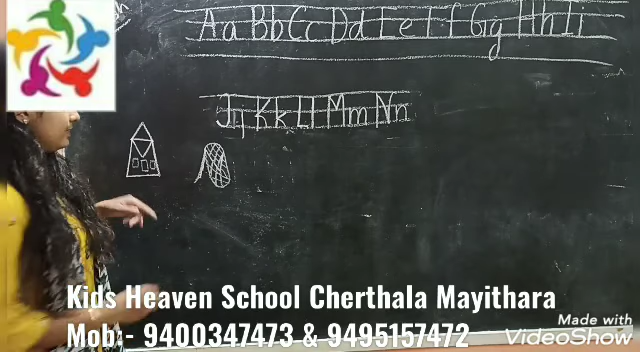 Aa Bb Cc Dd Ee Ff Gg Hh Ii
Jj Kk Ll Mm Nn
Kids Heaven School Cherthala Mayithara
Mob:- 9400347473 & 9495157472
Made with
VideoShow